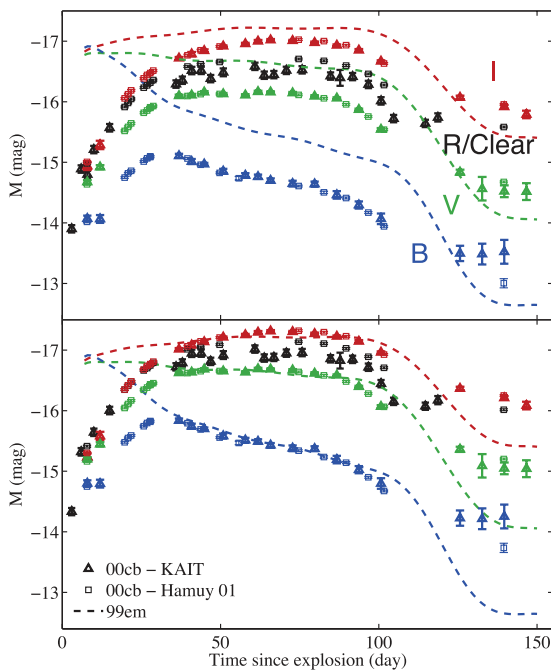 −17
−16
−15
−14
−13
M (mag)
I
R/Clear
V
B
−17
−16
−15
−14
−13
M (mag)
00cb − KAIT
00cb − Hamuy 01
99em
0 50 100 150
Time since explosion (day)